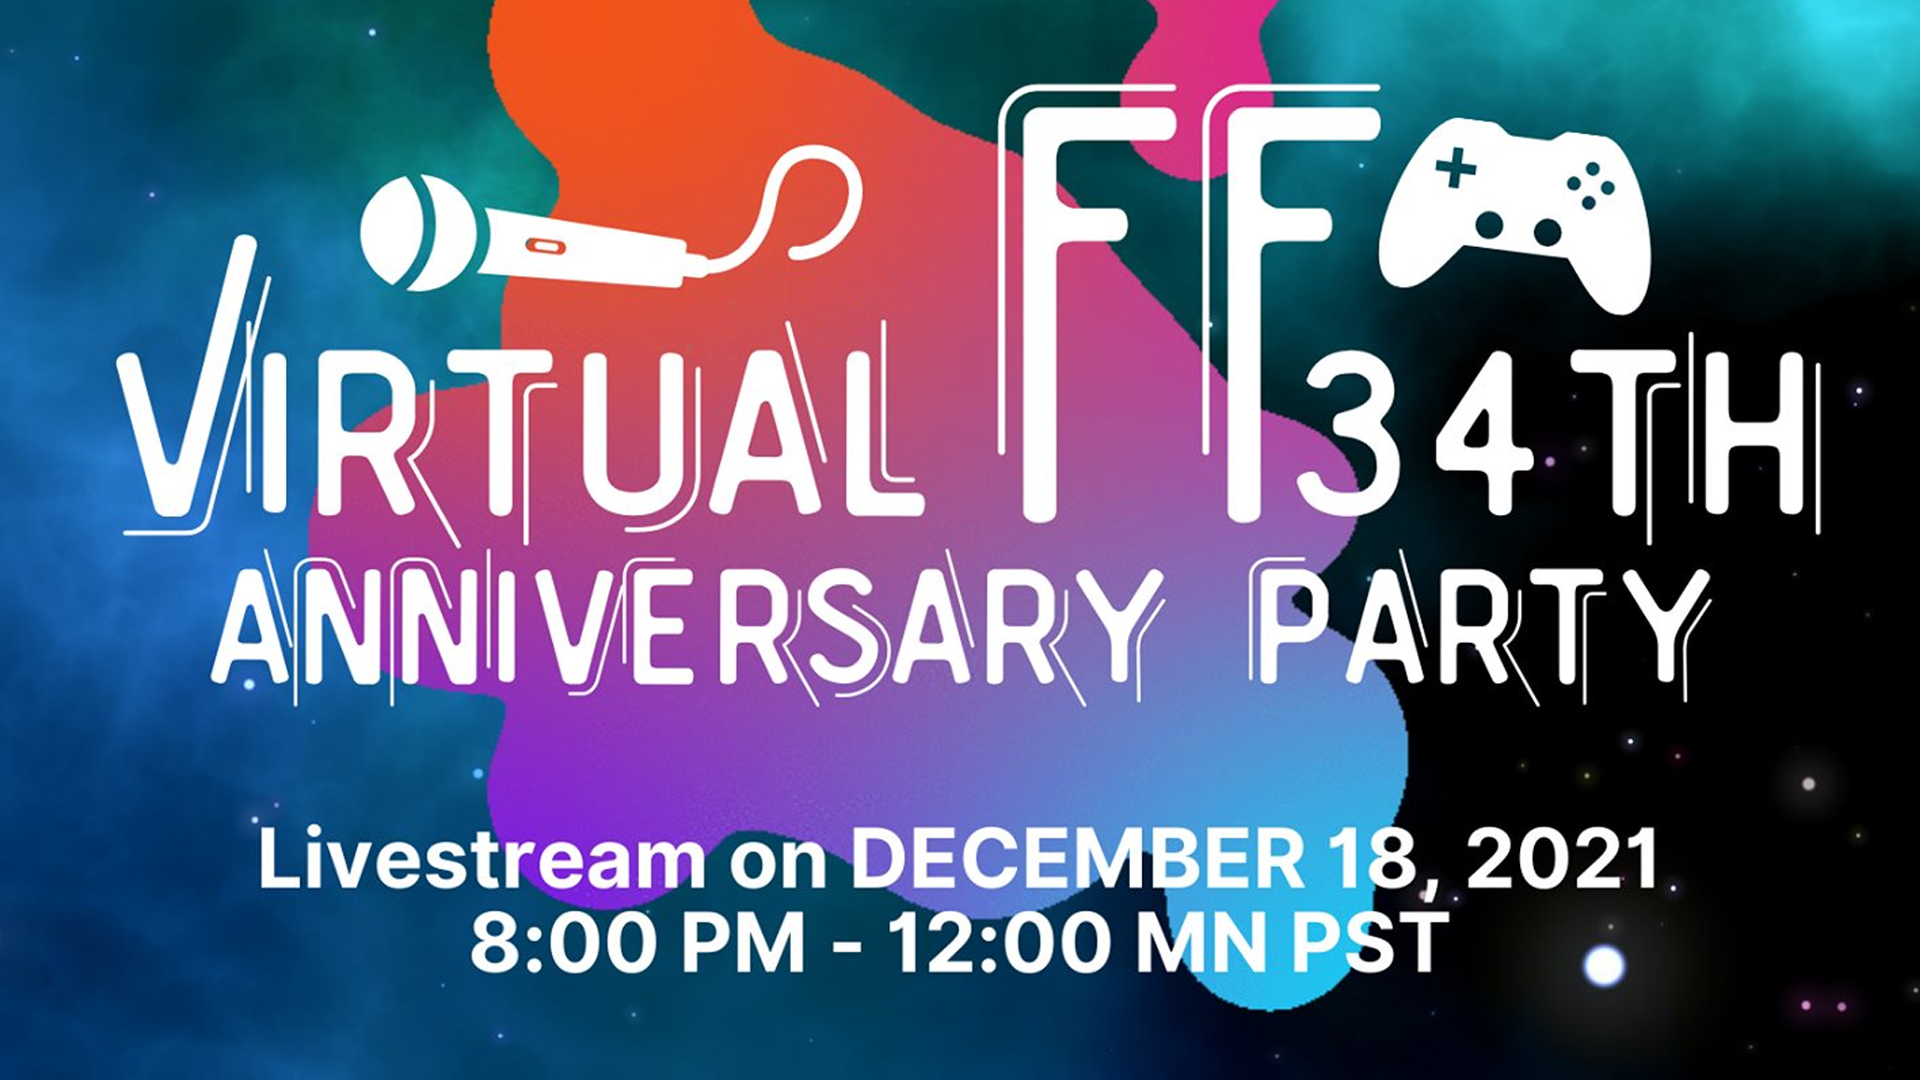 VIRTUAL FF 34TH
ANNIVERSARY PARTY
Livestream on DECEMBER 18, 2021
8:00 PM - 12:00 MN PST